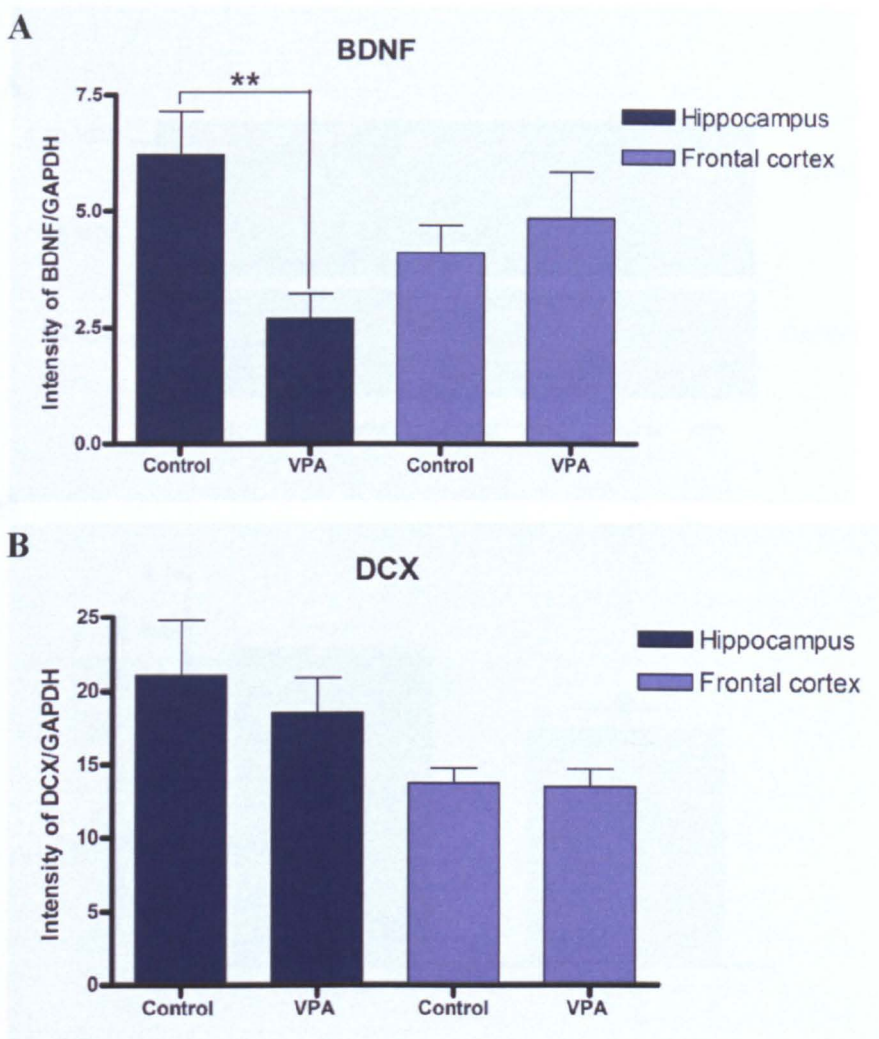 A
BDNF
**
Hippocampus
Frontal cortex
Intensity of BDNF/GAPDH
7.5
5.0
2.5
0.0
Control VPA Control VPA
B
DCX
Hippocampus
Frontal cortex
Intensity of DCX/GAPDH
25
20
15
10
5
0
Control VPA Control VPA